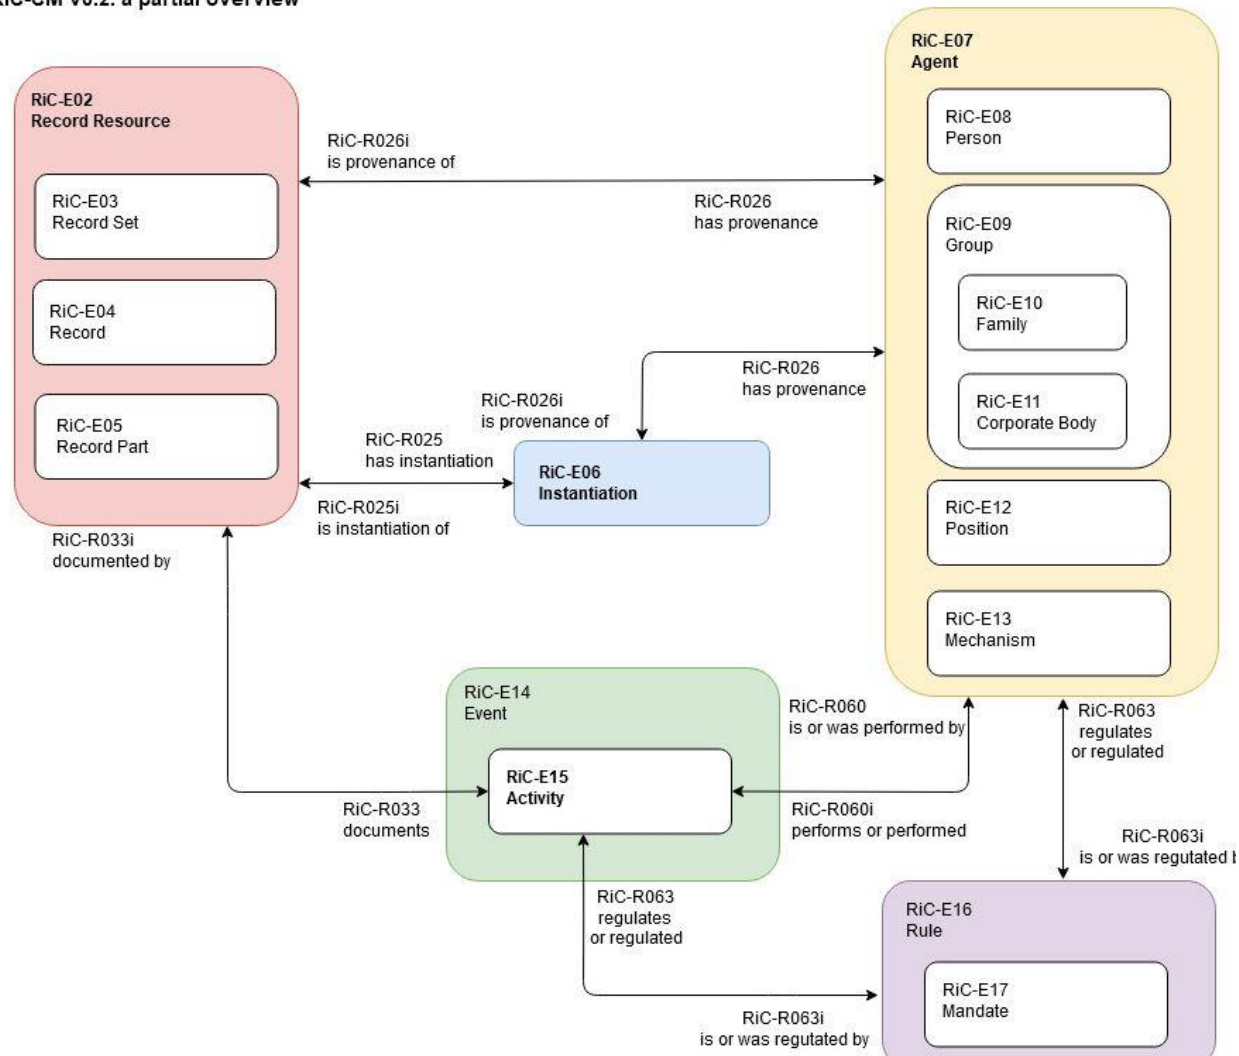 RiC-CM v0.2: a partial overview
RiC-E02
Record Resource
RiC-E03
Record Set
RiC-E04
Record
RiC-E05
Record Part
RiC-R026i
is provenance of
RiC-R026
has provenance
RiC-E07
Agent
RiC-E08
Person
RiC-E09
Group
RiC-E10
Family
RiC-E11
Corporate Body
RiC-E12
Position
RiC-E13
Mechanism
RiC-R026
has provenance
RiC-R026i
is provenance of
RiC-R025
has instantiation
RiC-R025i
is instantiation of
RiC-E06
Instantiation
RiC-R033i
documented by
RiC-R033
documents
RiC-E14
Event
RiC-E15
Activity
RiC-R060
is or was performed by
RiC-R060i
performs or performed
RiC-R063
regulates
or regulated
RiC-R063i
is or was regutated b
RiC-R063
regulates
or regulated
RiC-R063i
is or was regutated by
RiC-E16
Rule
RiC-E17
Mandate